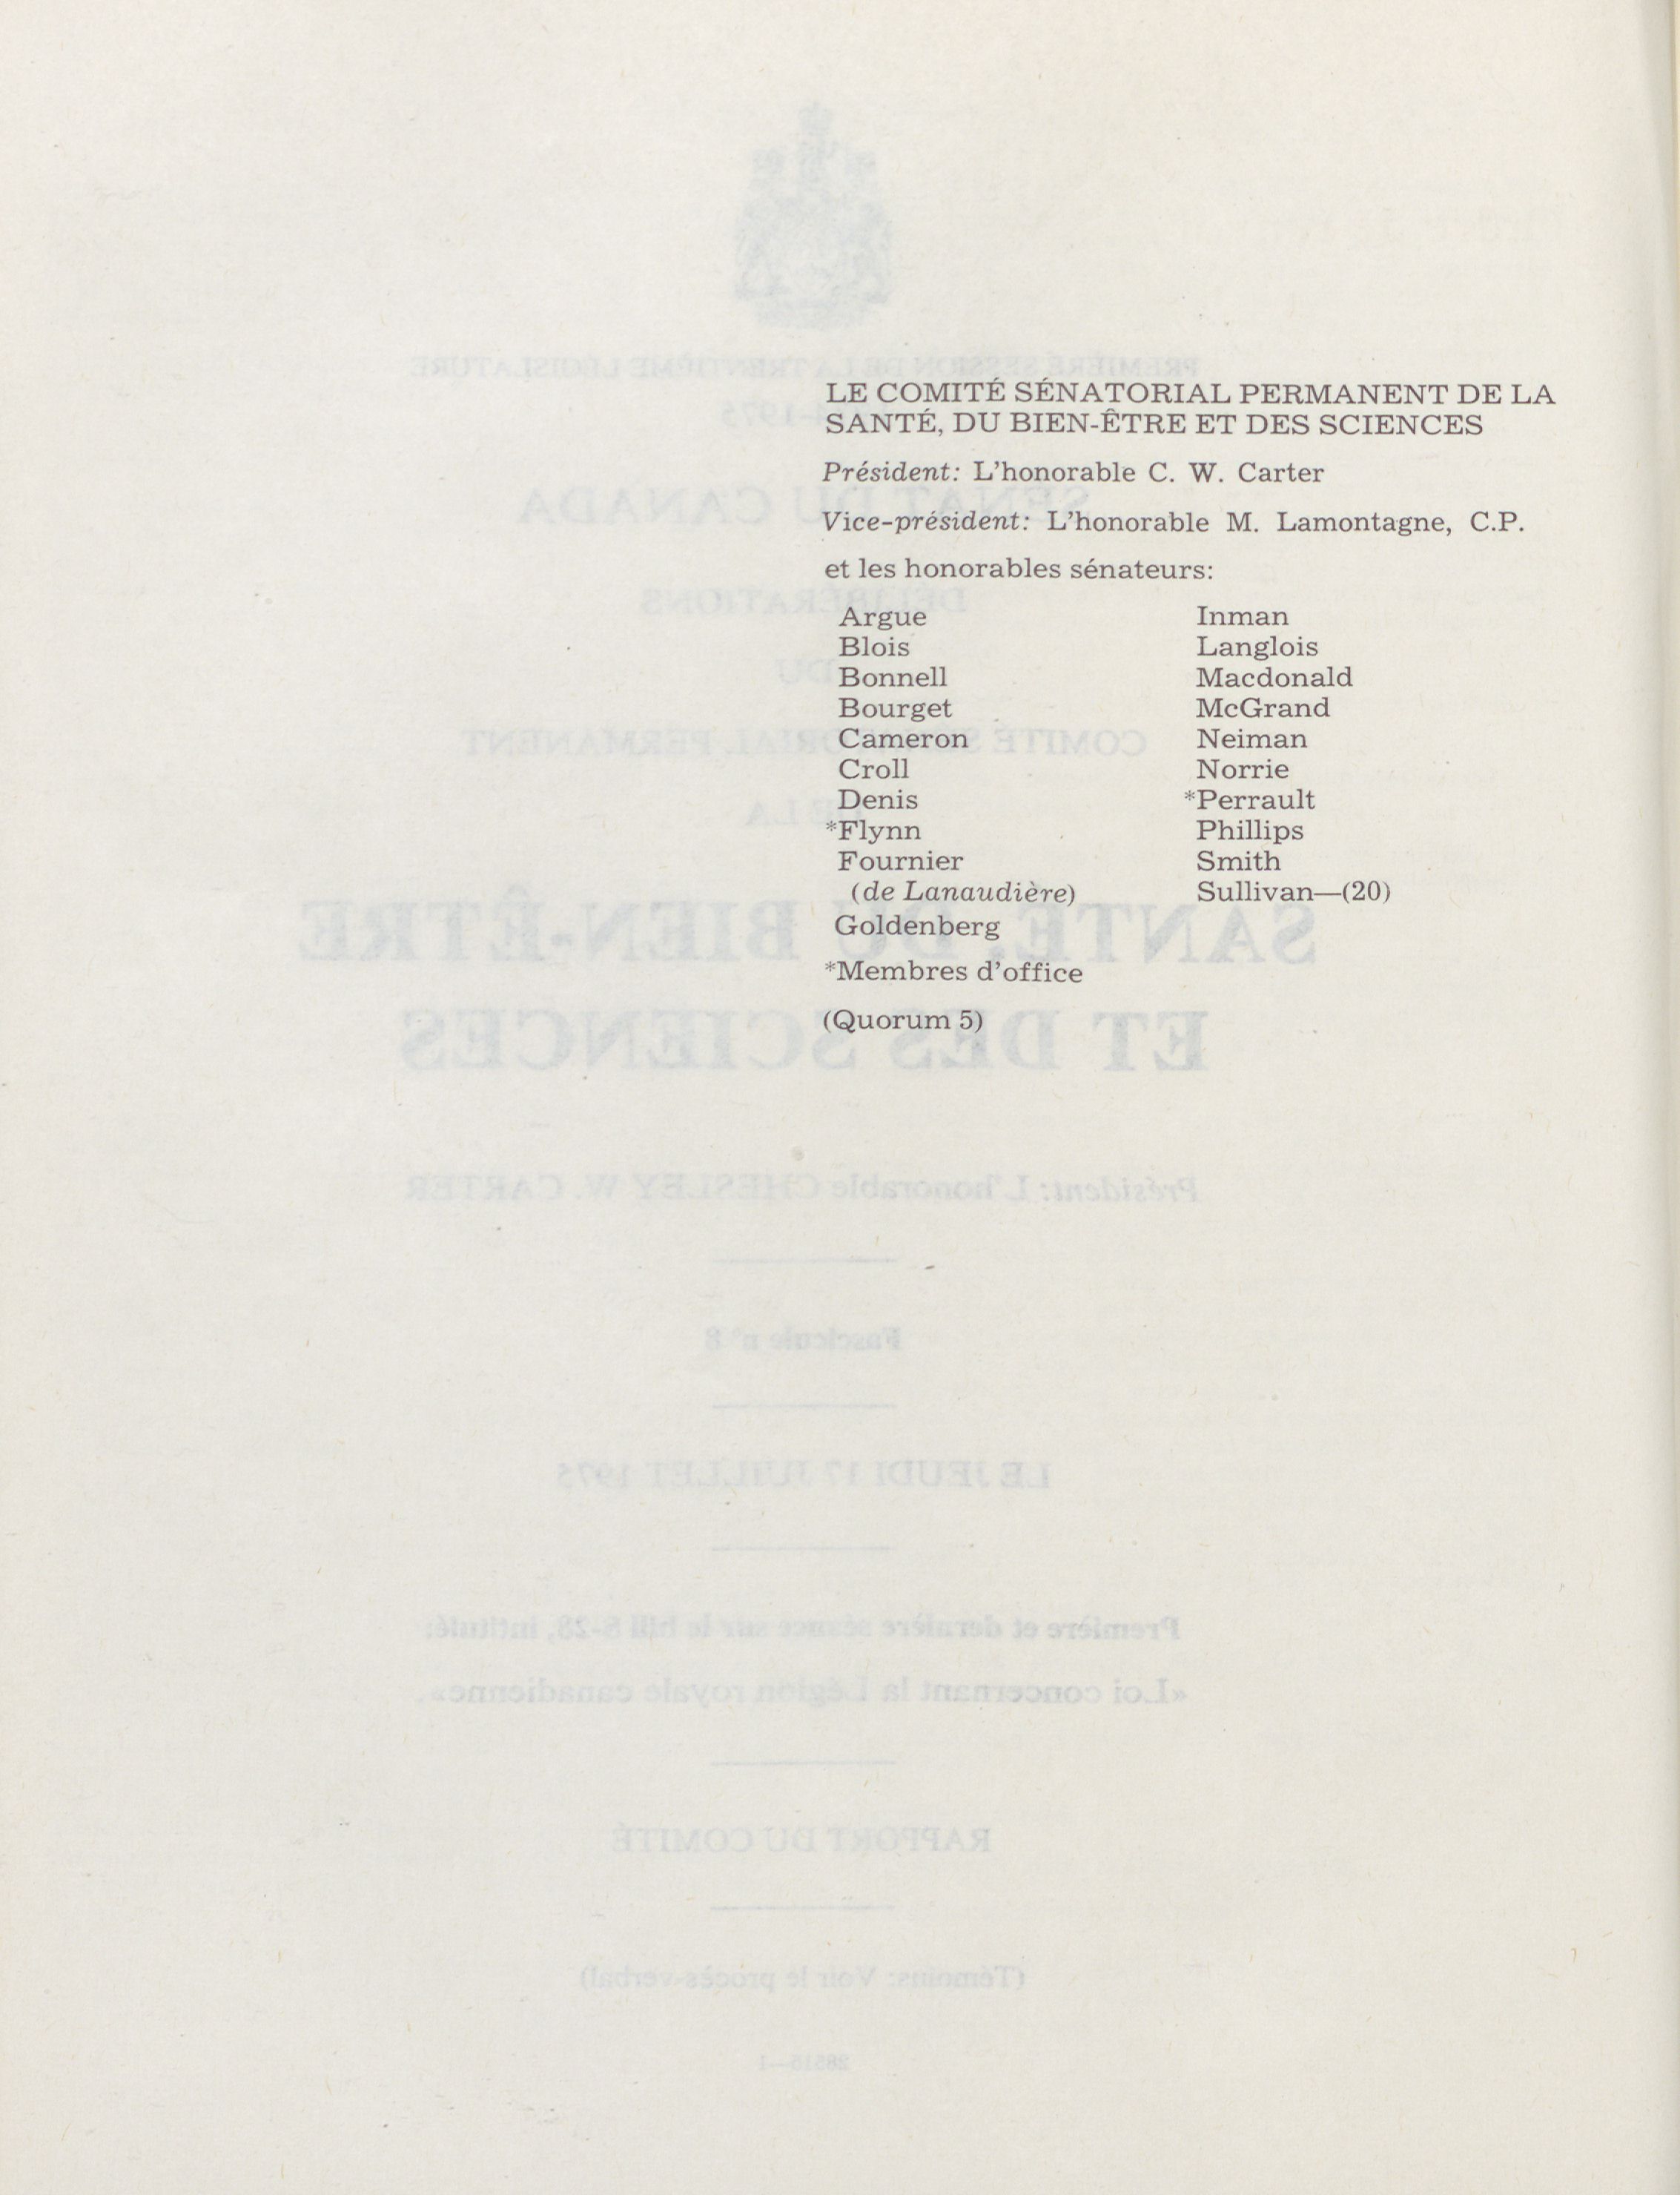 LE COMITÉ SÉNATORIAL PERMANENT DE LA
SANTÉ, DU BIEN-ÊTRE ET DES SCIENCES
Président: L'honorable C. W. Carter
Vice-président: L'honorable M. Lamontagne, C.P.
et les honorables sénateurs:
Argue
Blois
Bonnell
Bourget
Cameron
Croll
Denis
*Flynn
Fournier
(de Lanaudière)
Goldenberg
Inman
Langlois
Macdonald
McGrand
Neiman
Norrie
*Perrault
Phillips
Smith
Sullivan—(20)
*Membres d'office
(Quorum 5)